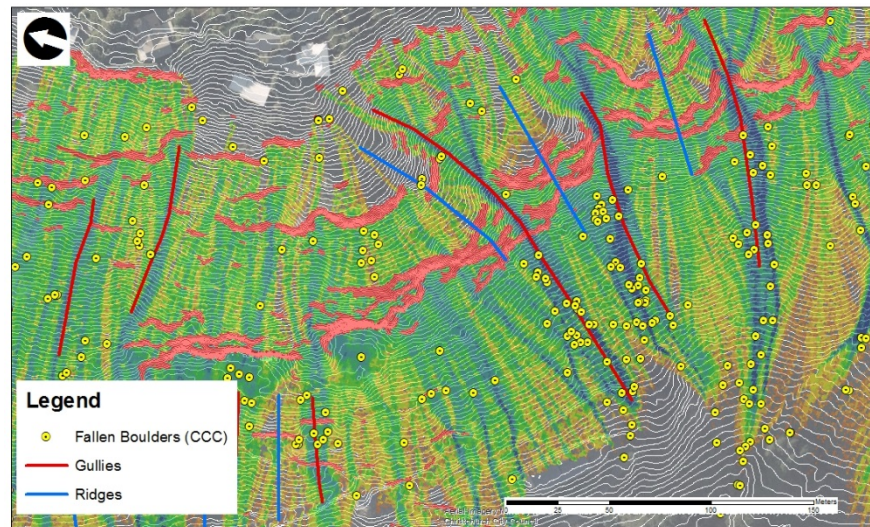 Legend
Fallen Boulders (CCC)
Gullies
Ridges
Meters
0 25 50 100 150